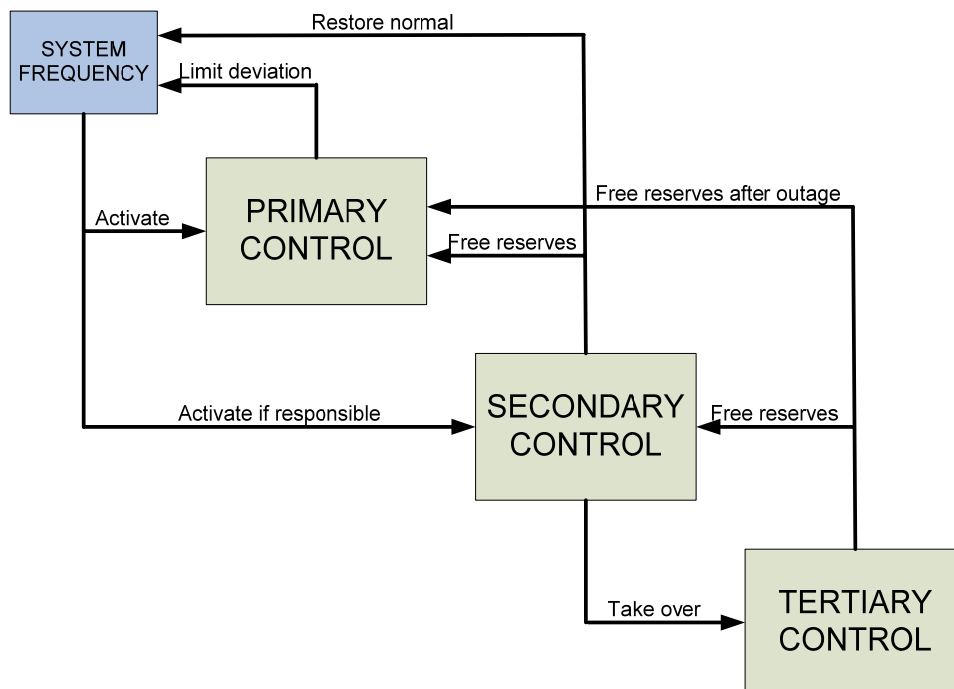 Restore normal
SYSTEM
FREQUENCY
Limit deviation
PRIMARY
CONTROL
Free reserves after outage
Activate
Free reserves
SECONDARY
CONTROL
Activate if responsible
Free reserves
Take over
TERTIARY
CONTROL